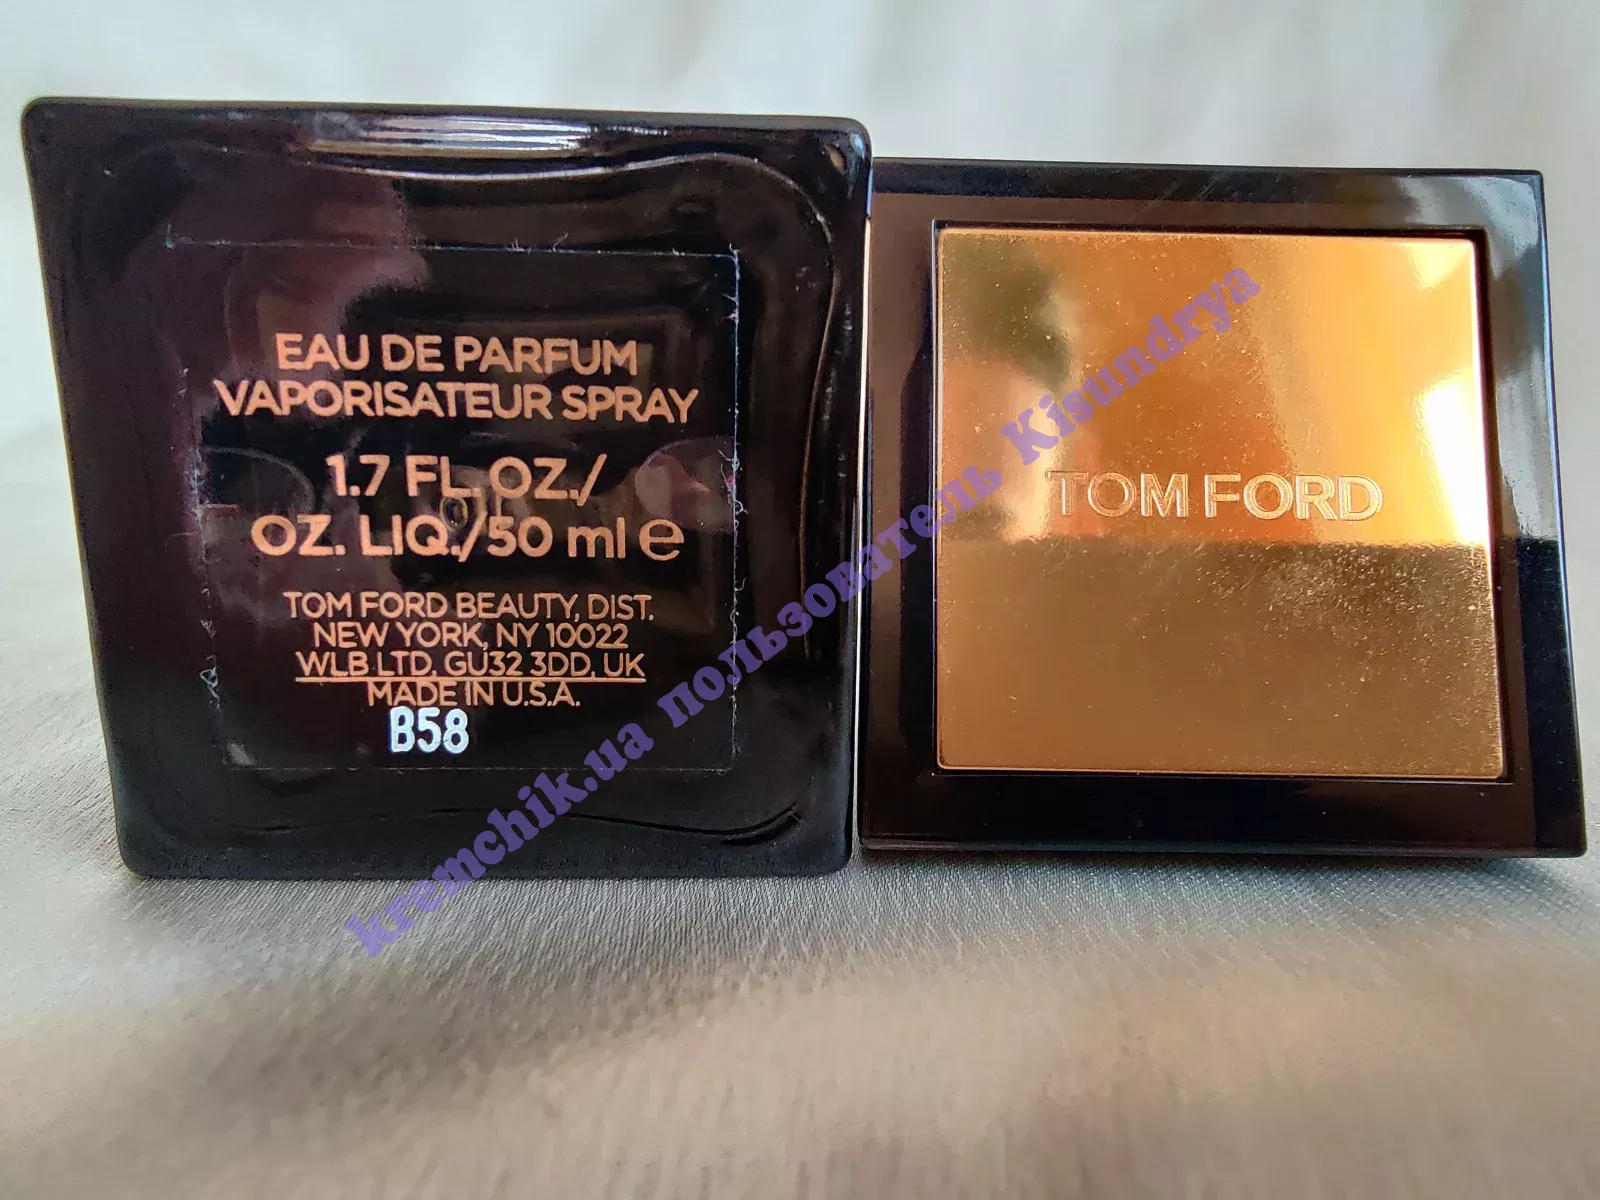 EAU DE PARFUM
VAPORISATEUR SPRAY
1.7 FL. OZ./
OZ. LIQ./50 ml e
TOM FORD BEAUTY, DIST.
NEW YORK, NY 10022
WLB LTD, GU32 3DD, UK
MADE IN U.S.A.
B58
TOM FORD
kremchik.ua пользователь Kisundrya